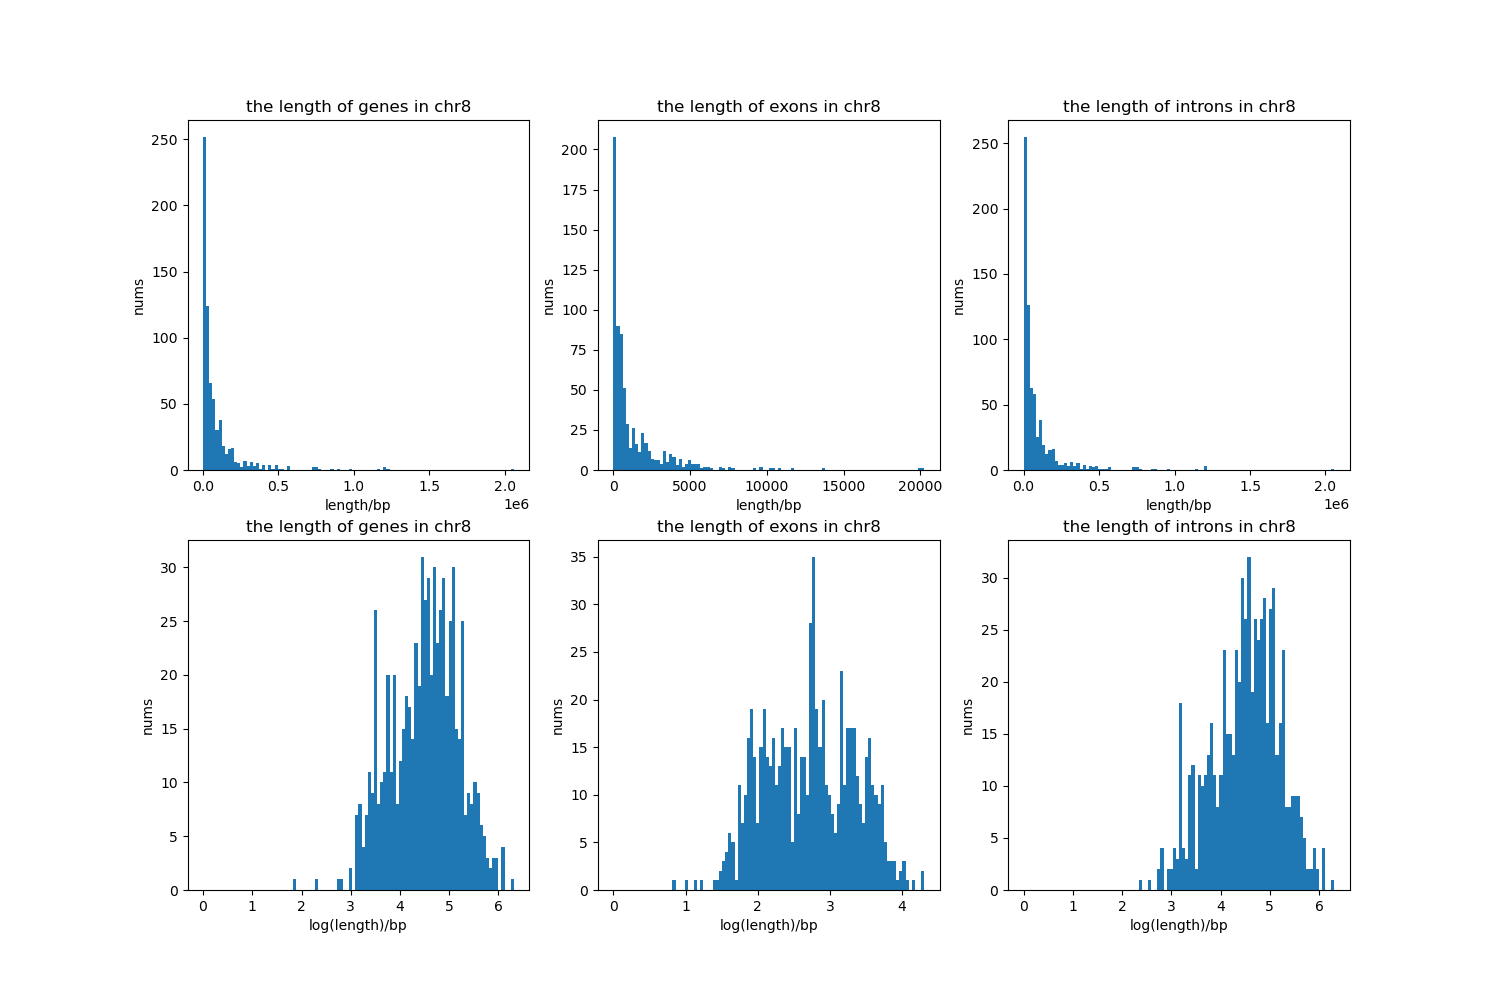 the length of genes in chr8
250
200
150
100
50
0
nums
0.0 0.5 1.0 1.5 2.0
length/bp
1e6
the length of exons in chr8
200
175
150
125
100
75
50
25
0
nums
0 5000 10000 15000 20000
length/bp
the length of introns in chr8
250
200
150
100
50
0
nums
0.0 0.5 1.0 1.5 2.0
length/bp
1e6
the length of genes in chr8
30
25
20
15
10
5
0
nums
0 1 2 3 4 5 6
log(length)/bp
the length of exons in chr8
35
30
25
20
15
10
5
0
nums
0 1 2 3 4
log(length)/bp
the length of introns in chr8
30
25
20
15
10
5
0
nums
0 1 2 3 4 5 6
log(length)/bp